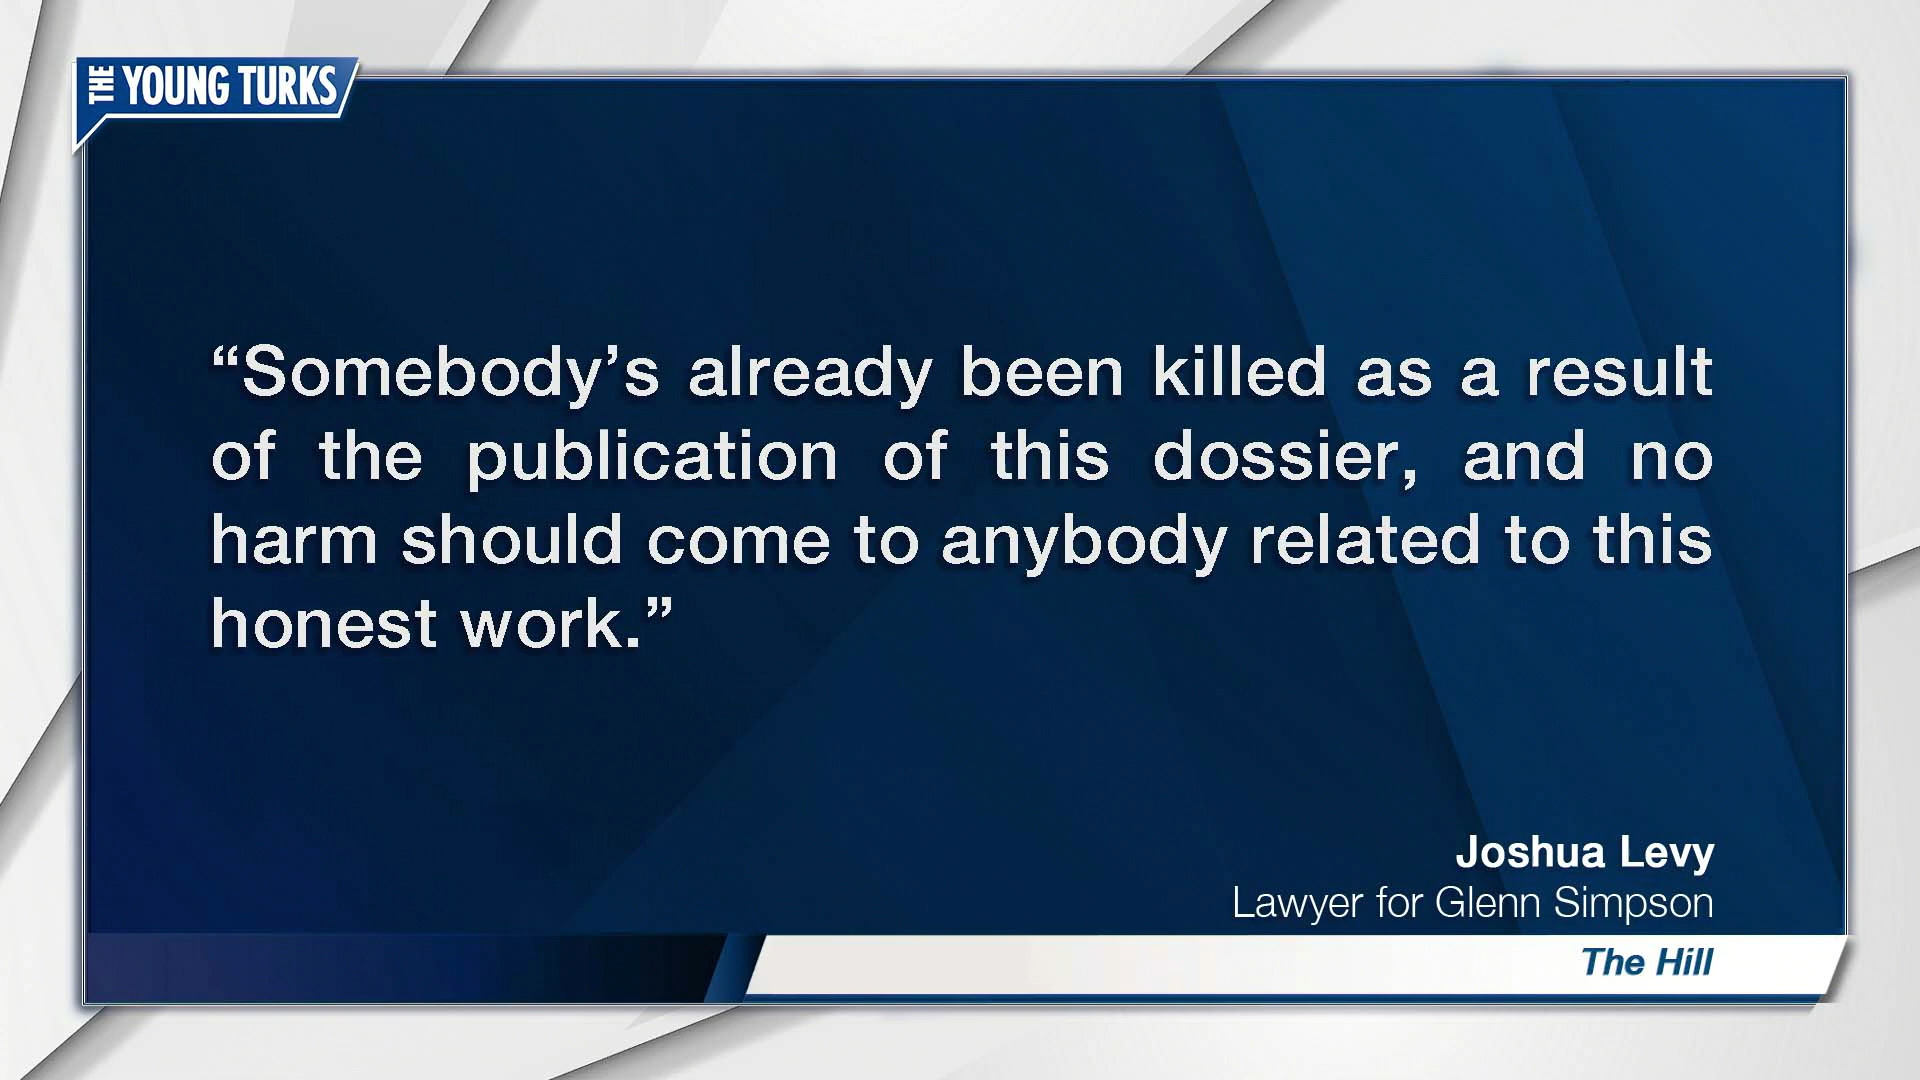 THE YOUNG TURKS
“Somebody’s already been killed as a result
of the publication of this dossier, and no
harm should come to anybody related to this
honest work.”
Joshua Levy
Lawyer for Glenn Simpson
The Hill